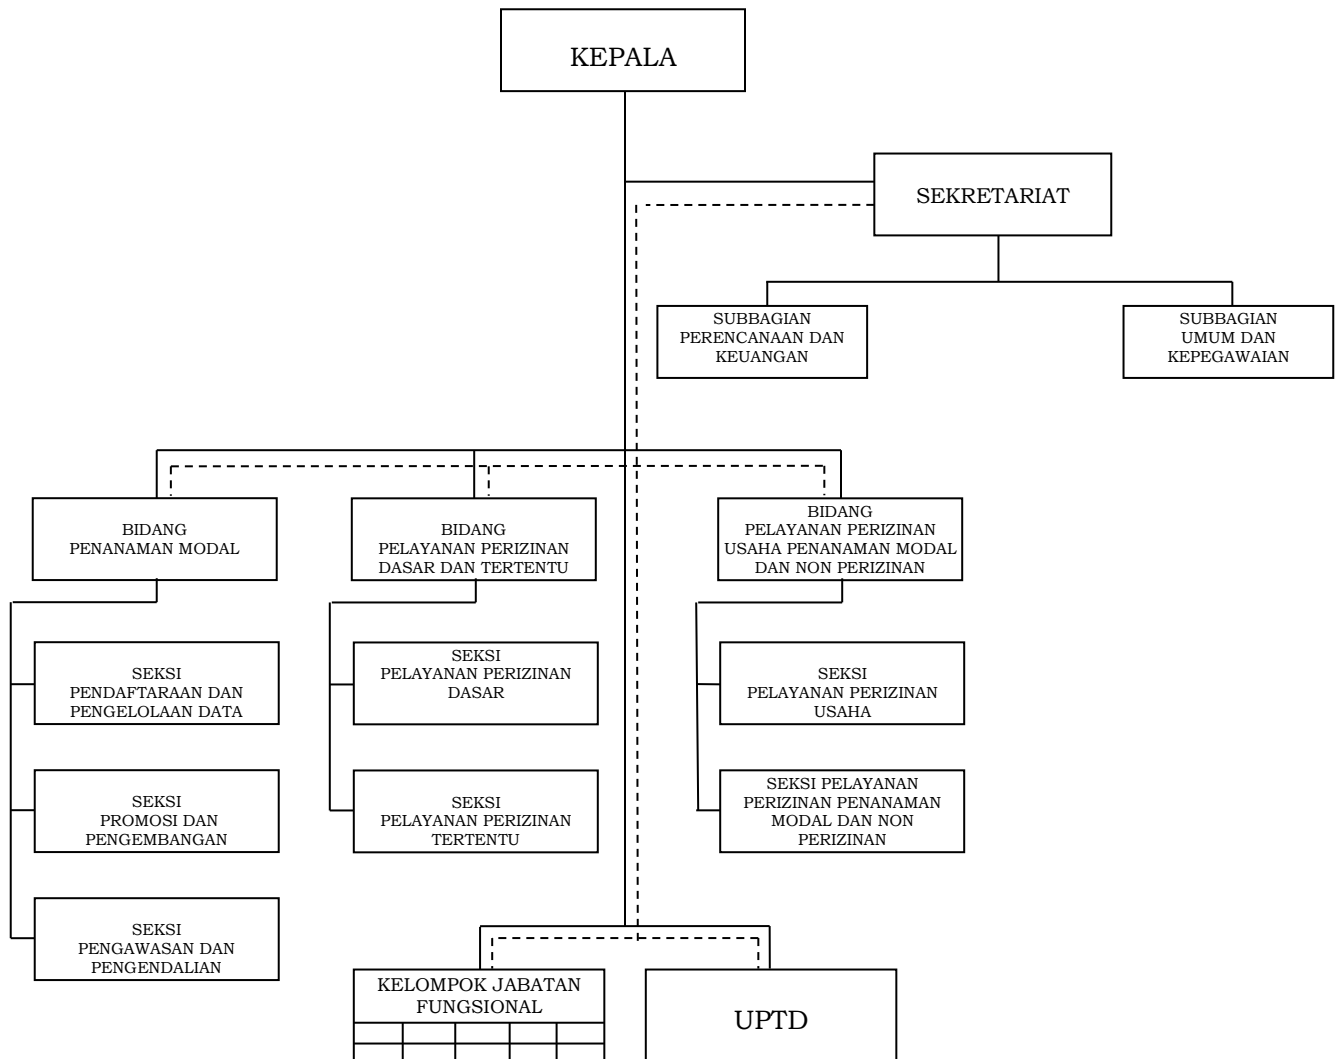 KEPALA
SEKRETARIAT
SUBBAGIAN
PERENCANAAN DAN
KEUANGAN
SUBBAGIAN
UMUM DAN
KEPEGAWAIAN
BIDANG
PENANAMAN MODAL
BIDANG
PELAYANAN PERIZINAN
DASAR DAN TERTENTU
BIDANG
PELAYANAN PERIZINAN
USAHA PENANAMAN MODAL
DAN NON PERIZINAN
SEKSI
PENDAFTARAAN DAN
PENGELOLAAN DATA
SEKSI
PELAYANAN PERIZINAN
DASAR
SEKSI
PELAYANAN PERIZINAN
USAHA
SEKSI
PROMOSI DAN
PENGEMBANGAN
SEKSI
PELAYANAN PERIZINAN
TERTENTU
SEKSI PELAYANAN
PERIZINAN PENANAMAN
MODAL DAN NON
PERIZINAN
SEKSI
PENGAWASAN DAN
PENGENDALIAN
KELOMPOK JABATAN
FUNGSIONAL
UPTD